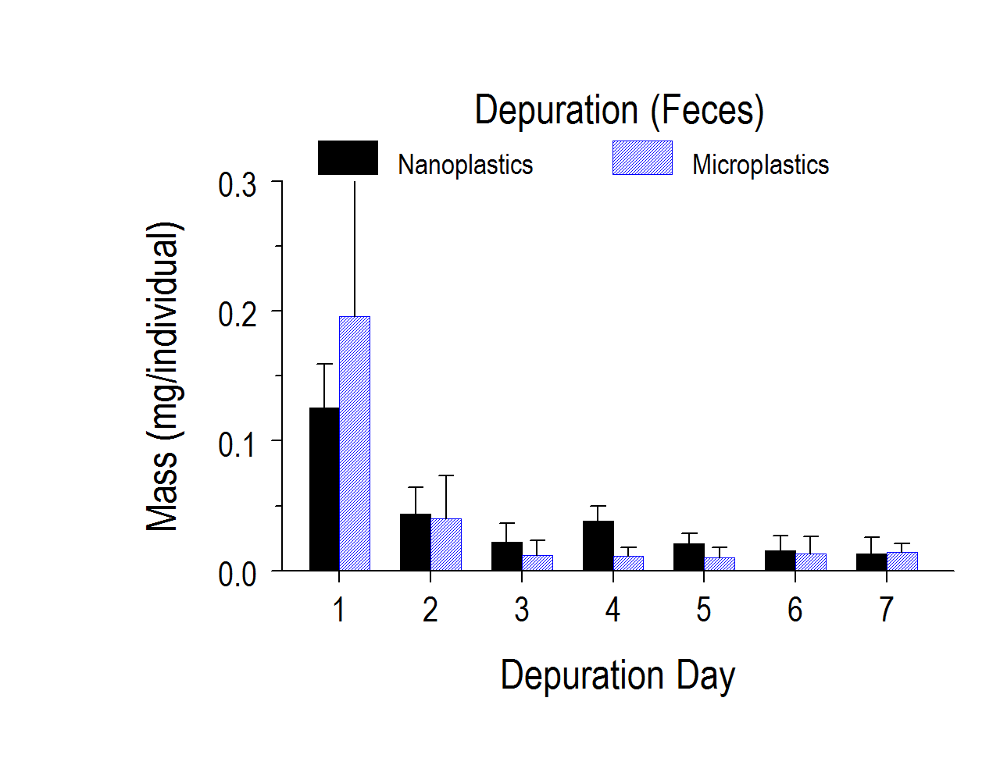 Depuration (Feces)
Nanoplastics Microplastics
0.3
0.2
0.1
0.0
Mass (mg/individual)
1 2 3 4 5 6 7
Depuration Day